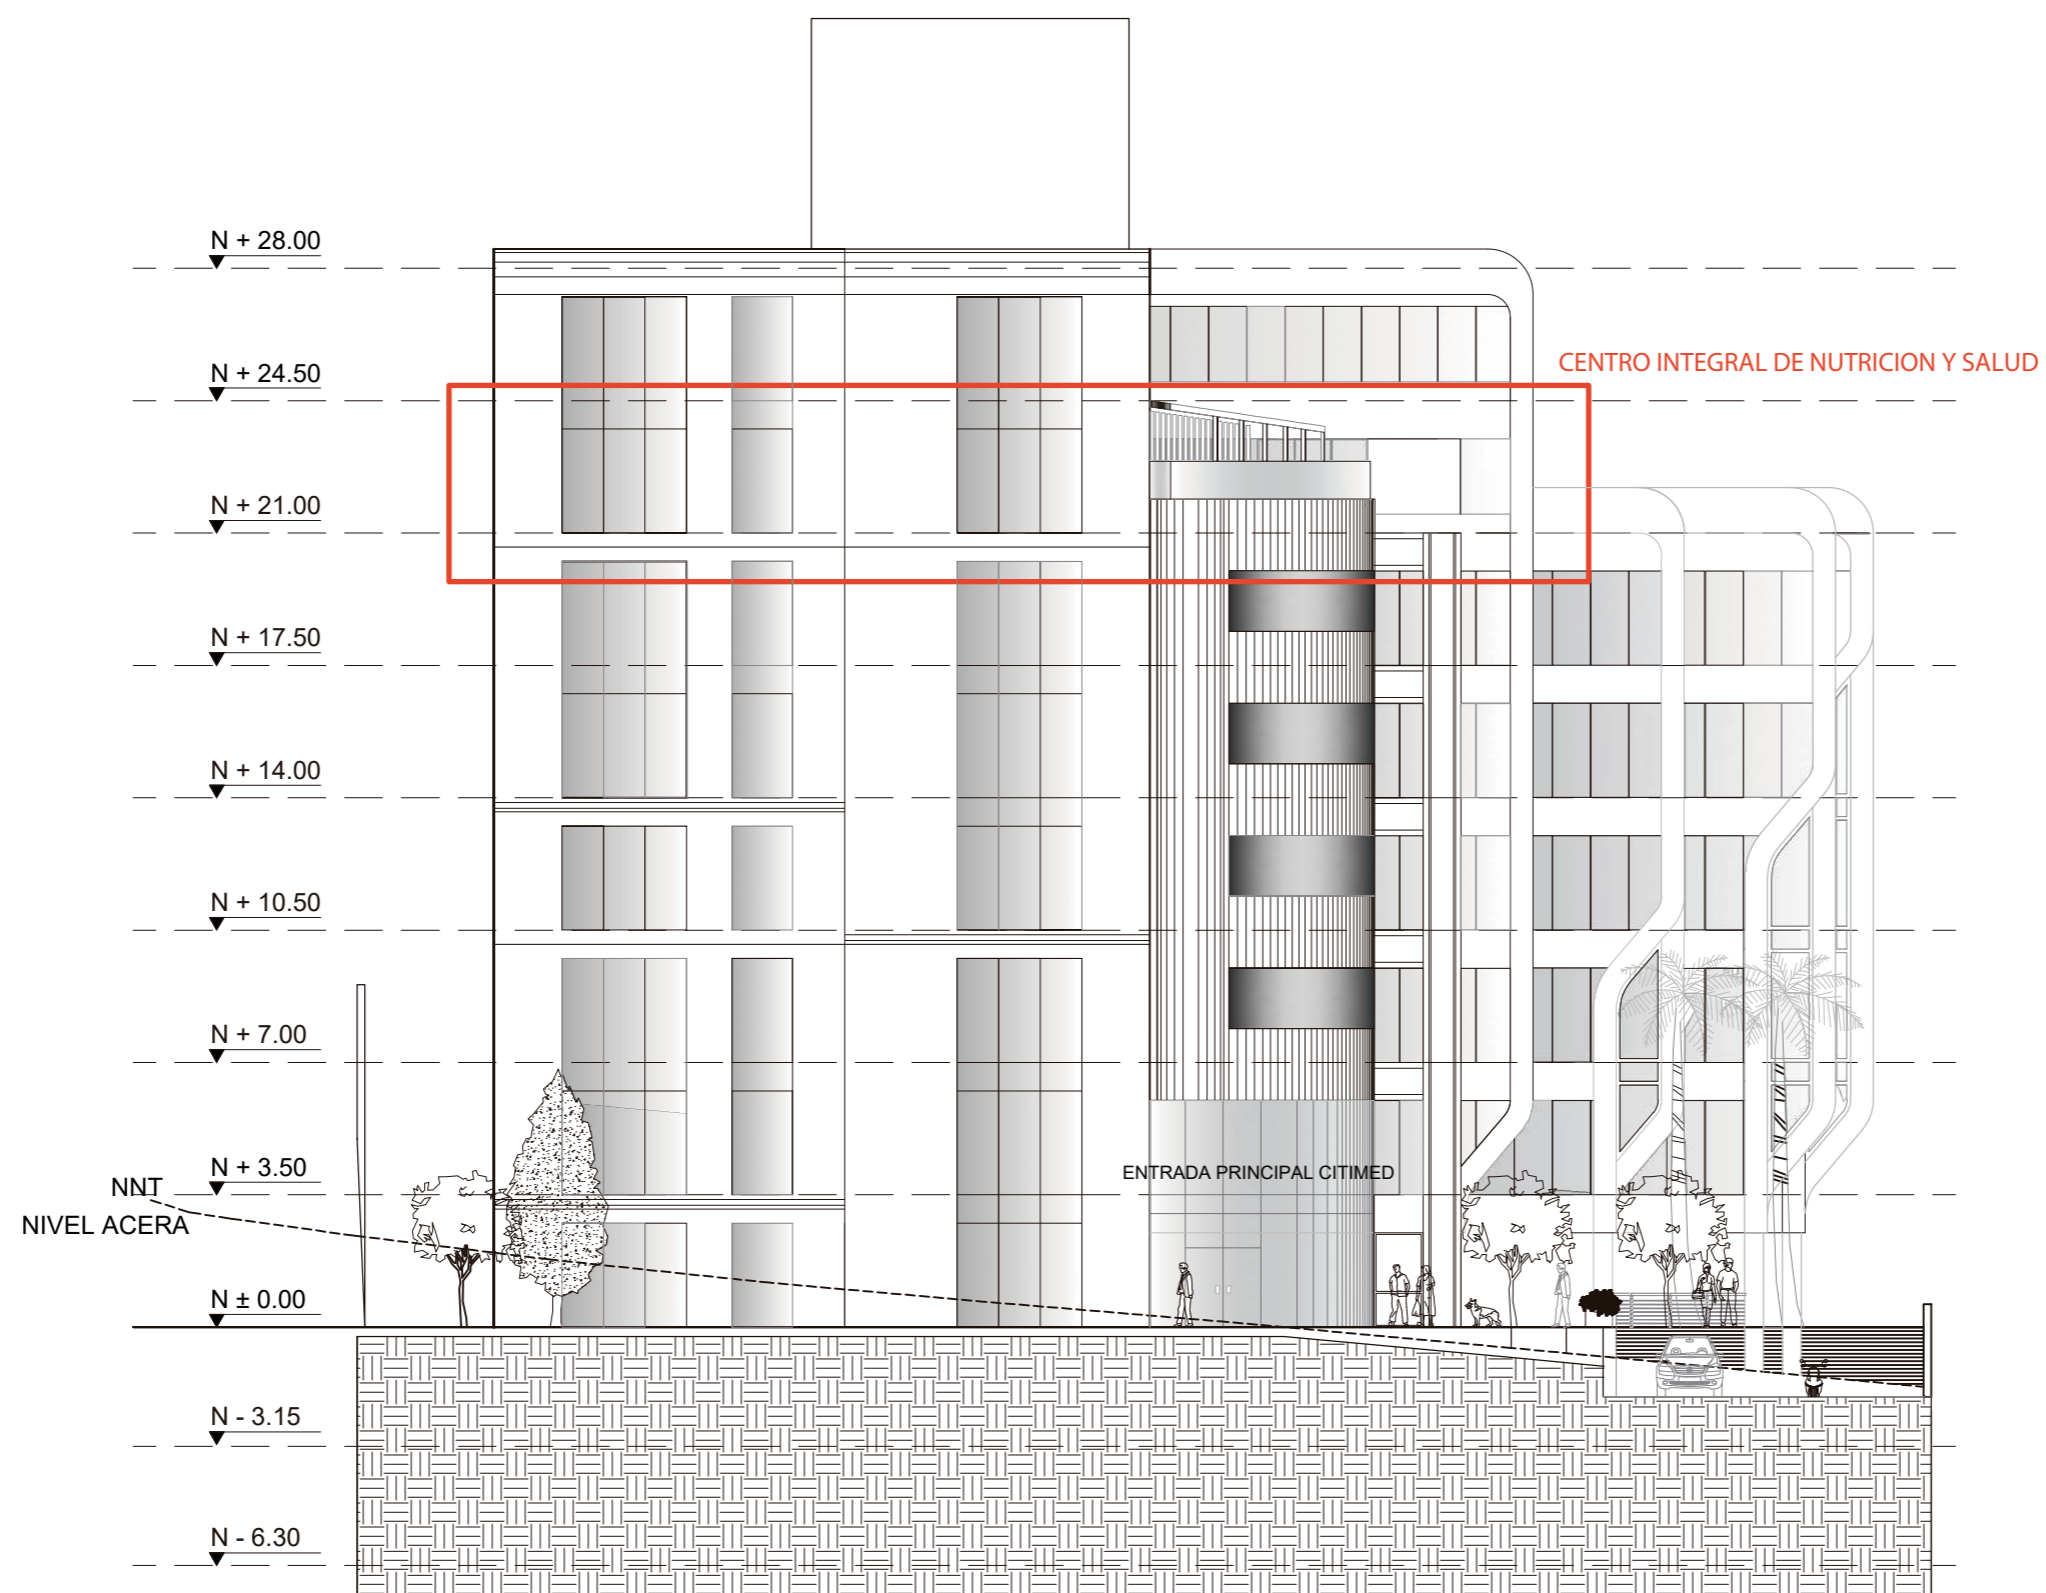 N + 28.00
N + 24.50
CENTRO INTEGRAL DE NUTRICION Y SALUD
N + 21.00
N + 17.50
N + 14.00
N + 10.50
N + 7.00
N + 3.50
ENTRADA PRINCIPAL CITIMED
NNT
NIVEL ACERA
N ± 0.00
N - 3.15
N - 6.30